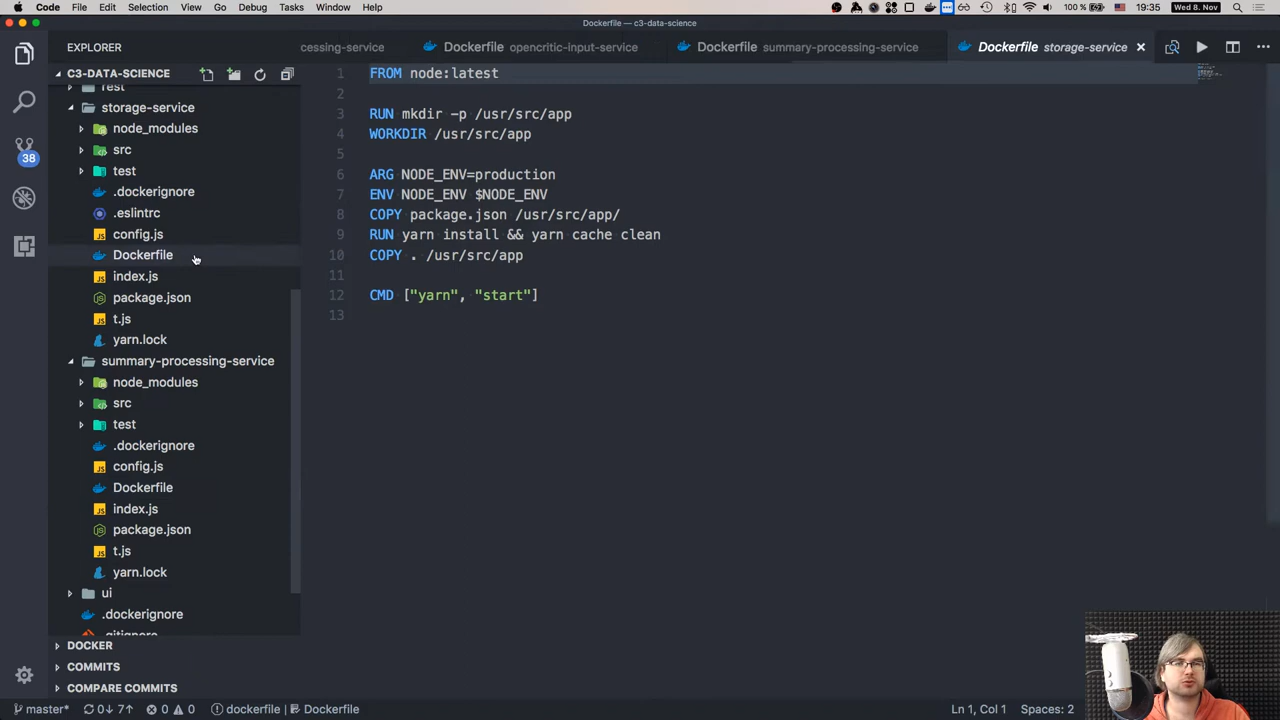 Code File Edit Selection View Go Debug Tasks Window Help 100 % 19:35 Wed 8. Nov
Dockerfile — c3-data-science
EXPLORER
cessing-service
Dockerfile opencritic-input-service
Dockerfile summary-processing-service
Dockerfile storage-service
C3-DATA-SCIENCE
rest
storage-service
node_modules
src
test
.dockerignore
.eslintrc
config.js
Dockerfile
index.js
package.json
t.js
yarn.lock
summary-processing-service
node_modules
src
test
.dockerignore
config.js
Dockerfile
index.js
package.json
t.js
yarn.lock
ui
.dockerignore
.gitignore
DOCKER
COMMITS
COMPARE COMMITS
38
1 FROM node:latest
2
3 RUN mkdir -p /usr/src/app
4 WORKDIR /usr/src/app
5
6 ARG NODE_ENV=production
7 ENV NODE_ENV $NODE_ENV
8 COPY package.json /usr/src/app/
9 RUN yarn install && yarn cache clean
10 COPY . /usr/src/app
11
12 CMD ["yarn", "start"]
13
master* 0↓ 7↑ 0 0 dockerfile | Dockerfile Ln 1, Col 1 Spaces: 2